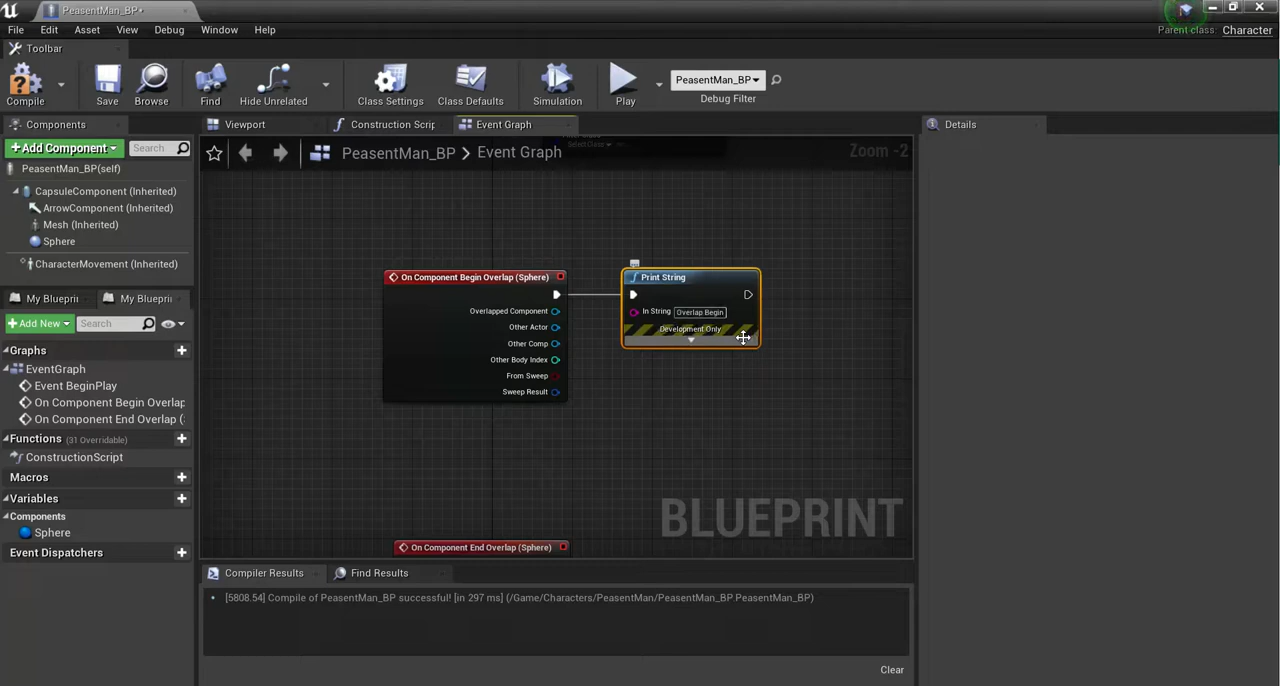 PeasentMan_BP*
File Edit Asset View Debug Window Help
Parent class: Character
Toolbar
Compile Save Browse Find Hide Unrelated Class Settings Class Defaults Simulation Play
PeasentMan_BP
Debug Filter
Components
Viewport Construction Scrip Event Graph
Details
+Add Component
Search
PeasentMan_BP > Event Graph
Zoom -2
PeasentMan_BP(self)
CapsuleComponent (Inherited)
ArrowComponent (Inherited)
Mesh (Inherited)
Sphere
CharacterMovement (Inherited)
My Bluepri My Bluepri
+Add New
Search
Graphs
EventGraph
Event BeginPlay
On Component Begin Overlap
On Component End Overlap (
Functions (31 Overridable)
ConstructionScript
Macros
Variables
Components
Sphere
Event Dispatchers
Select Class
On Component Begin Overlap (Sphere)
Overlapped Component
Other Actor
Other Comp
Other Body Index
From Sweep
Sweep Result
f Print String
In String Overlap Begin
Development Only
On Component End Overlap (Sphere)
BLUEPRINT
Compiler Results Find Results
[5808.54] Compile of PeasentMan_BP successful! [in 297 ms] (/Game/Characters/PeasentMan/PeasentMan_BP.PeasentMan_BP)
Clear